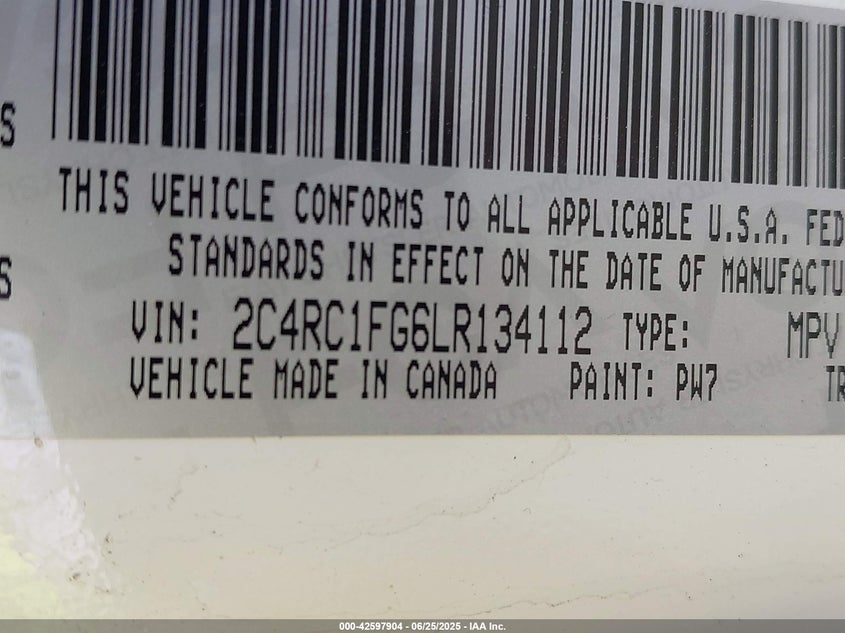 S
THIS VEHICLE CONFORMS TO ALL APPLICABLE U.S.A. FED
S
STANDARDS IN EFFECT ON THE DATE OF MANUFACTU
VIN: 2C4RC1FG6LR134112 TYPE: MPV
VEHICLE MADE IN CANADA PAINT: PW7 TR
000-42597904 - 06/25/2025 - IAA Inc.